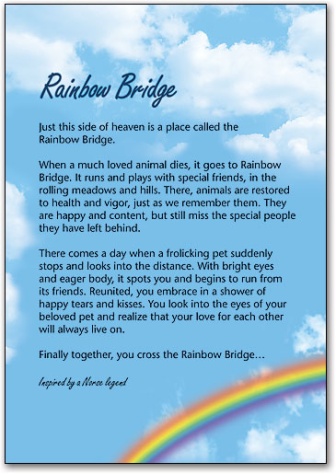 Rainbow Bridge
Just this side of heaven is a place called the
Rainbow Bridge.
When a much loved animal dies, it goes to Rainbow
Bridge. It runs and plays with special friends, in the
rolling meadows and hills. There, animals are restored
to health and vigor, just as we remember them. They
are happy and content, but still miss the special people
they have left behind.
There comes a day when a frolicking pet suddenly
stops and looks into the distance. With bright eyes
and eager body, it spots you and begins to run from
its friends. Reunited, you embrace in a shower of
happy tears and kisses. You look into the eyes of your
beloved pet and realize that your love for each other
will always live on.
Finally together, you cross the Rainbow Bridge...
Inspired by a Norse legend